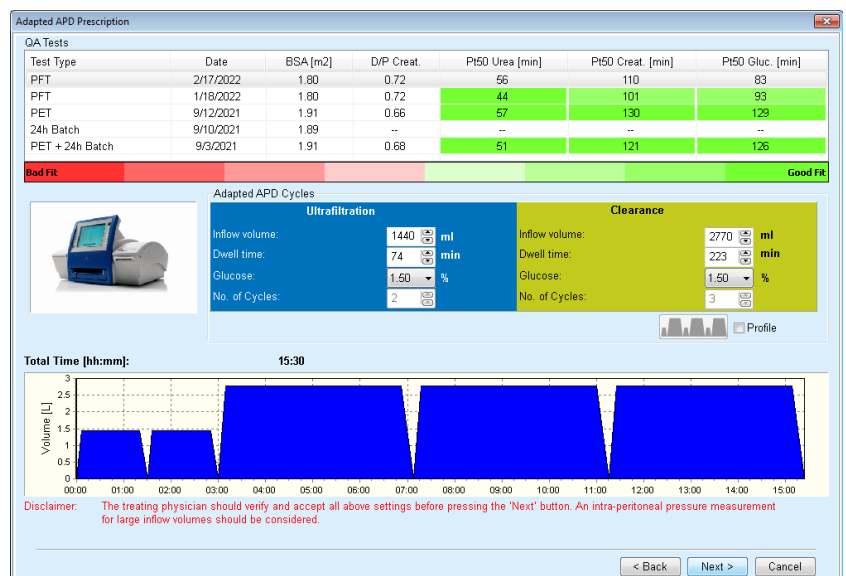 Adapted APD Prescription
QA Tests
Test Type Date BSA [m2] D/P Creat. Pt50 Urea [min] Pt50 Creat. [min] Pt50 Gluc. [min]
PFT 2/17/2022 1.80 0.72 56 110 83
PFT 1/18/2022 1.80 0.72 44 101 93
PET 9/12/2021 1.91 0.66 57 130 129
24h Batch 9/10/2021 1.89 -- -- -- --
PET + 24h Batch 9/3/2021 1.91 0.68 51 121 126
Bad Fit Good Fit
Adapted APD Cycles
Ultrafiltration Clearance
Inflow volume: 1440 ml Inflow volume: 2770 ml
Dwell time: 74 min Dwell time: 223 min
Glucose: 1.50 % Glucose: 1.50 %
No. of Cycles: 2 No. of Cycles: 3
Profile
Total Time [hh:mm]: 15:30
Volume [L]
3
2.5
2
1.5
1
0.5
0
00:00 01:00 02:00 03:00 04:00 05:00 06:00 07:00 08:00 09:00 10:00 11:00 12:00 13:00 14:00 15:00
Disclaimer: The treating physician should verify and accept all above settings before pressing the 'Next' button. An intra-peritoneal pressure measurement
for large inflow volumes should be considered.
< Back Next > Cancel